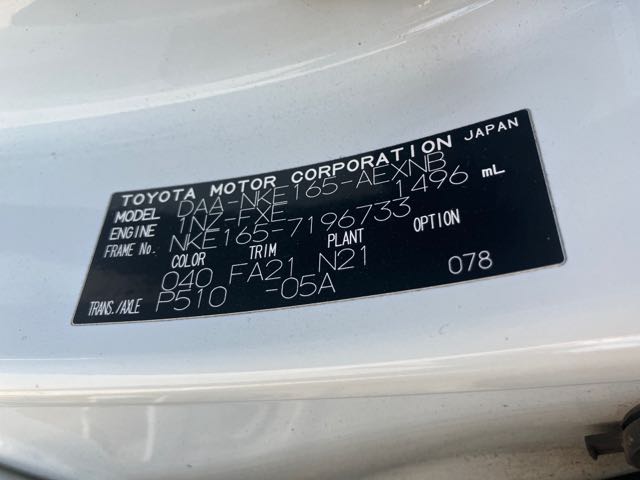 TOYOTA MOTOR CORPORATION JAPAN
MODEL DAA-NKE165-AEXNB
ENGINE 1NZ-FXE 1496 mL
FRAME No. NKE165-7196733
COLOR TRIM PLANT OPTION
040 FA21 N21 078
TRANS./AXLE P510 -05A